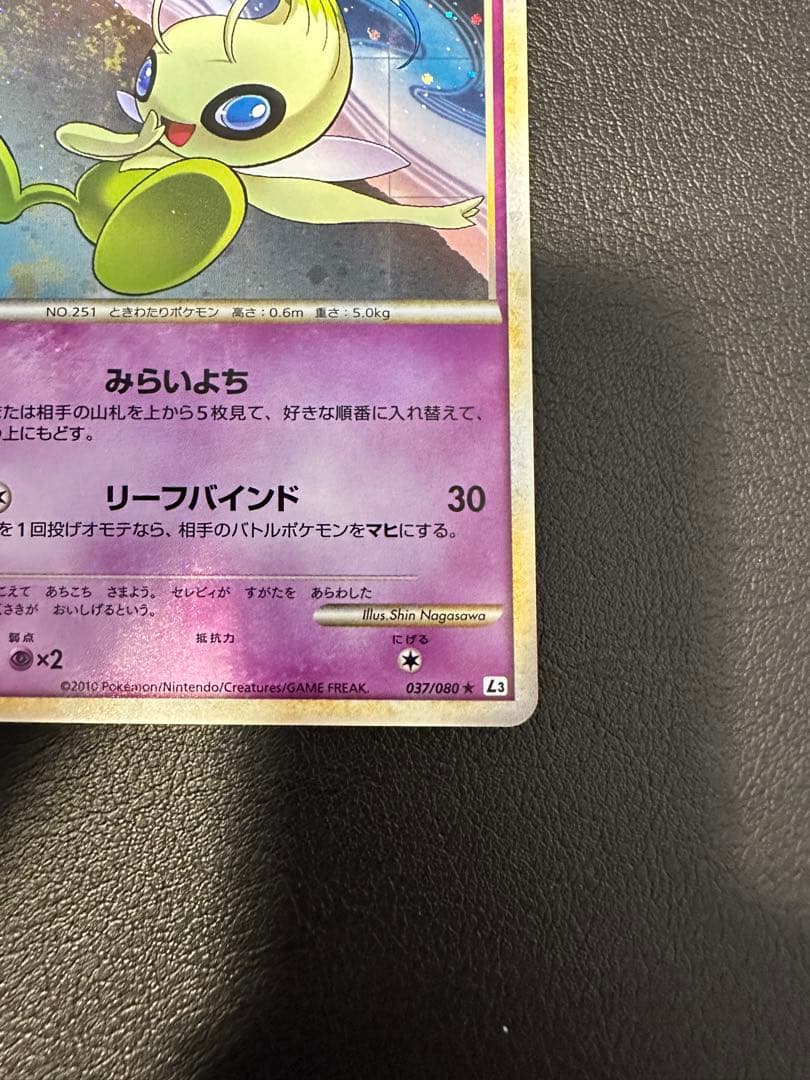 NO.251 ときわたりポケモン 高さ：0.6m 重さ：5.0kg
みらいよち
たは相手の山札を上から5枚見て、好きな順番に入れ替えて、
上にもどす。
リーフバインド 30
を1回投げオモテなら、相手のバトルポケモンをマヒにする。
こえて あちこち さまよう。 セレビィが すがたを あらわした
さきが おいしげるという。
Illus.Shin Nagasawa
弱点 抵抗力 にげる
×2
©2010 Pokémon/Nintendo/Creatures/GAME FREAK.
037/080 ★ L3